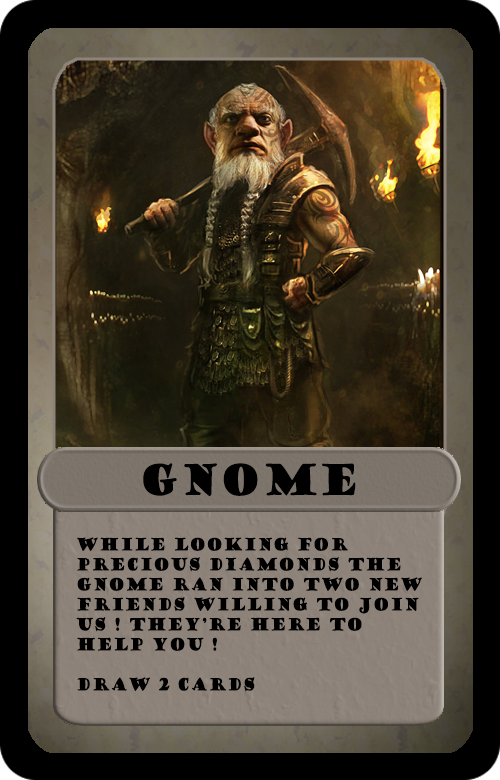 GNOME
WHILE LOOKING FOR
PRECIOUS DIAMONDS THE
GNOME RAN INTO TWO NEW
FRIENDS WILLING TO JOIN
US ! THEY'RE HERE TO
HELP YOU !
DRAW 2 CARDS